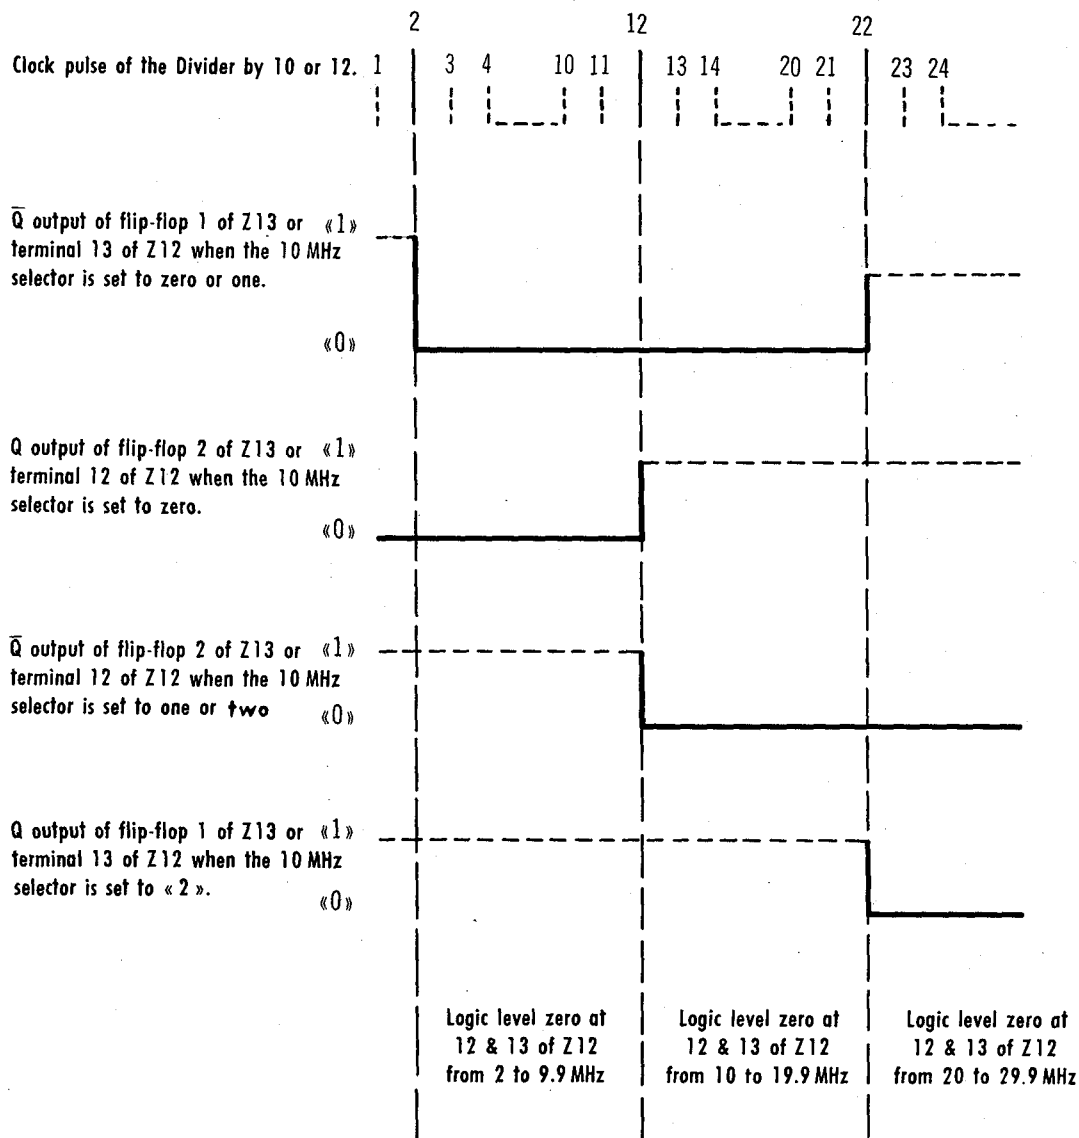 2 12 22
Clock pulse of the Divider by 10 or 12. 1 3 4 10 11 13 14 20 21 23 24
Q̅ output of flip-flop 1 of Z13 or «1»
terminal 13 of Z12 when the 10 MHz
selector is set to zero or one.
«0»
Q output of flip-flop 2 of Z13 or «1»
terminal 12 of Z12 when the 10 MHz
selector is set to zero.
«0»
Q̅ output of flip-flop 2 of Z13 or «1»
terminal 12 of Z12 when the 10 MHz
selector is set to one or two «0»
Q output of flip-flop 1 of Z13 or «1»
terminal 13 of Z12 when the 10 MHz
selector is set to « 2 ».
«0»
Logic level zero at
12 & 13 of Z12
from 2 to 9.9 MHz
Logic level zero at
12 & 13 of Z12
from 10 to 19.9 MHz
Logic level zero at
12 & 13 of Z12
from 20 to 29.9 MHz